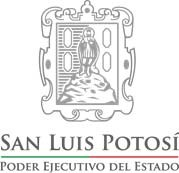 SAN LUIS POTOSÍ
PODER EJECUTIVO DEL ESTADO